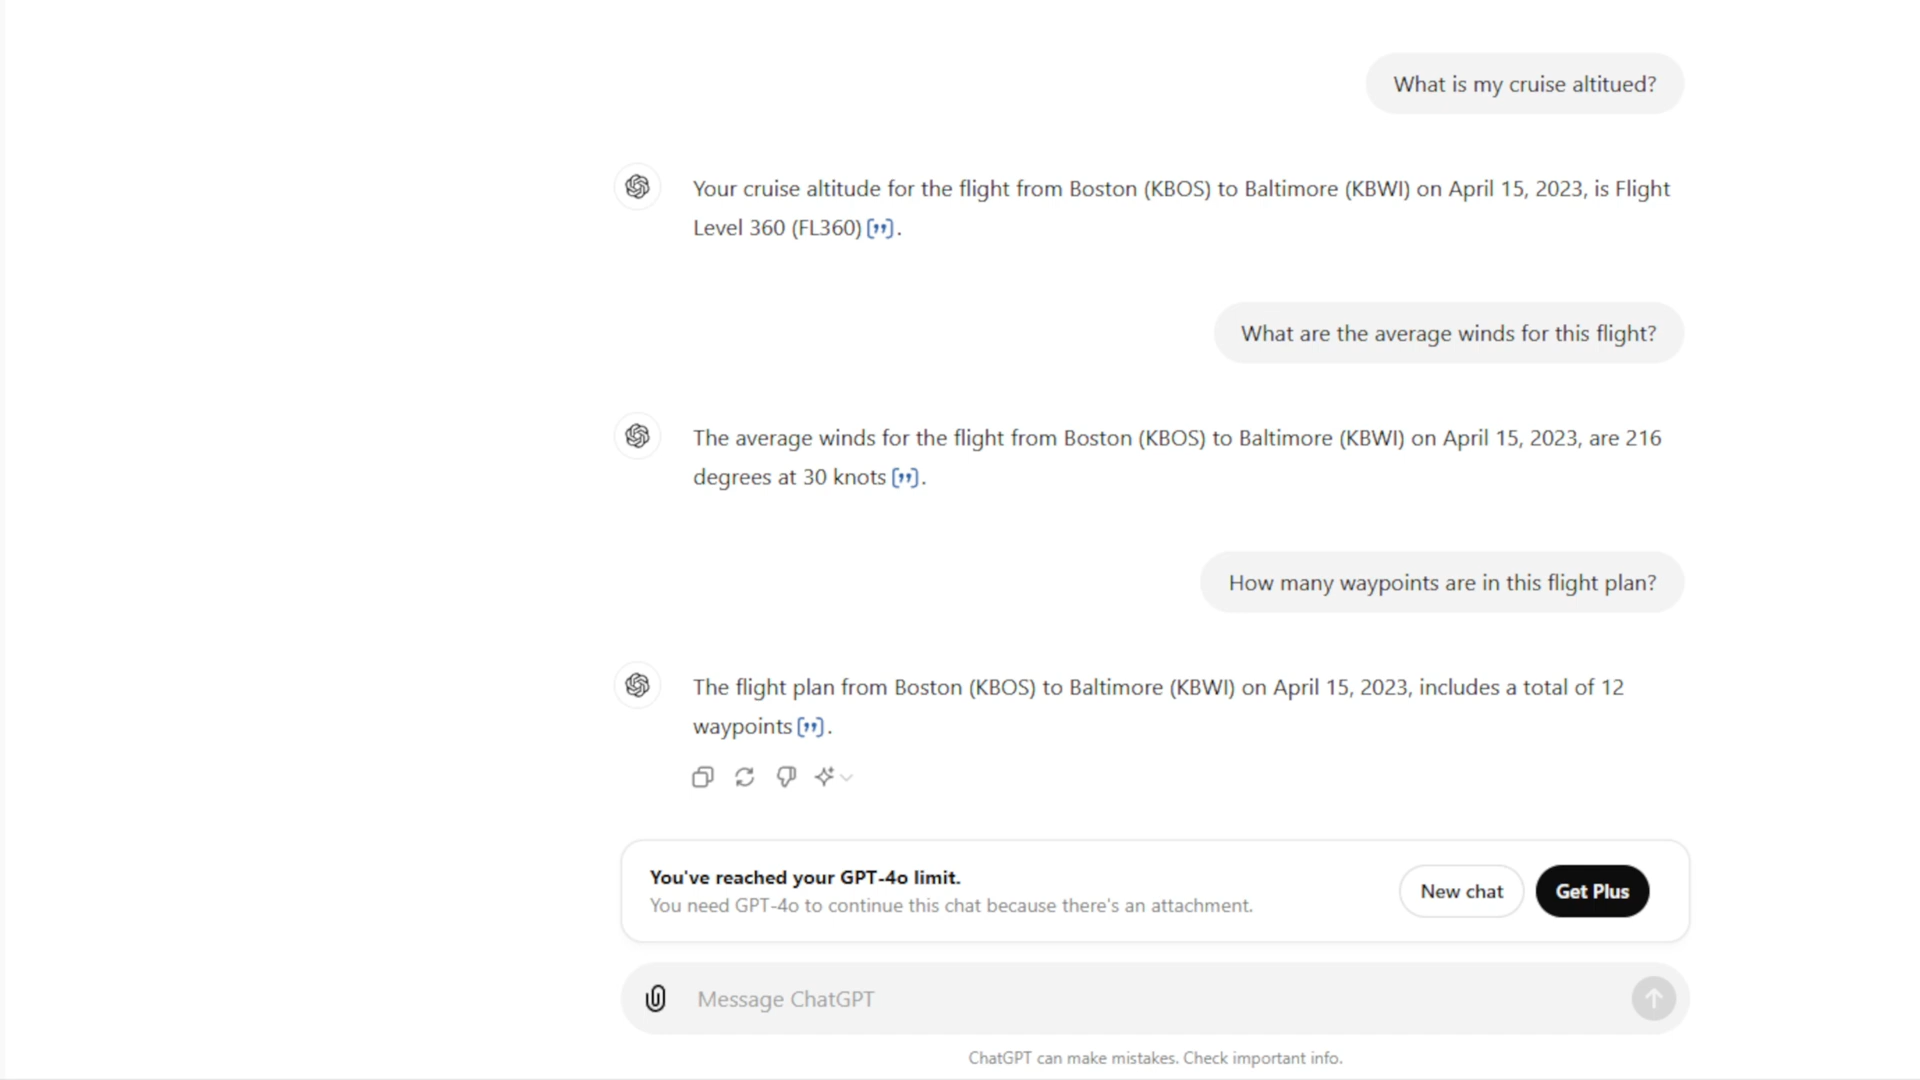 What is my cruise altitued?
Your cruise altitude for the flight from Boston (KBOS) to Baltimore (KBWI) on April 15, 2023, is Flight
Level 360 (FL360) [”].
What are the average winds for this flight?
The average winds for the flight from Boston (KBOS) to Baltimore (KBWI) on April 15, 2023, are 216
degrees at 30 knots [”].
How many waypoints are in this flight plan?
The flight plan from Boston (KBOS) to Baltimore (KBWI) on April 15, 2023, includes a total of 12
waypoints [”].
You've reached your GPT-4o limit.
You need GPT-4o to continue this chat because there's an attachment.
New chat
Get Plus
Message ChatGPT
ChatGPT can make mistakes. Check important info.